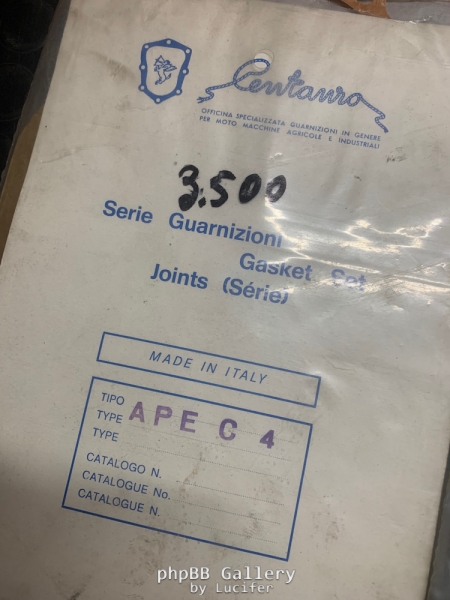 Centauro
OFFICINA SPECIALIZZATA GUARNIZIONI IN GENERE
PER MOTO MACCHINE AGRICOLE E INDUSTRIALI
3.500
Serie Guarnizioni
Gasket Set
Joints (Série)
MADE IN ITALY
TIPO
TYPE APE C 4
TYPE
CATALOGO N.
CATALOGUE No.
CATALOGUE N.
phpBB Gallery
by Lucifer